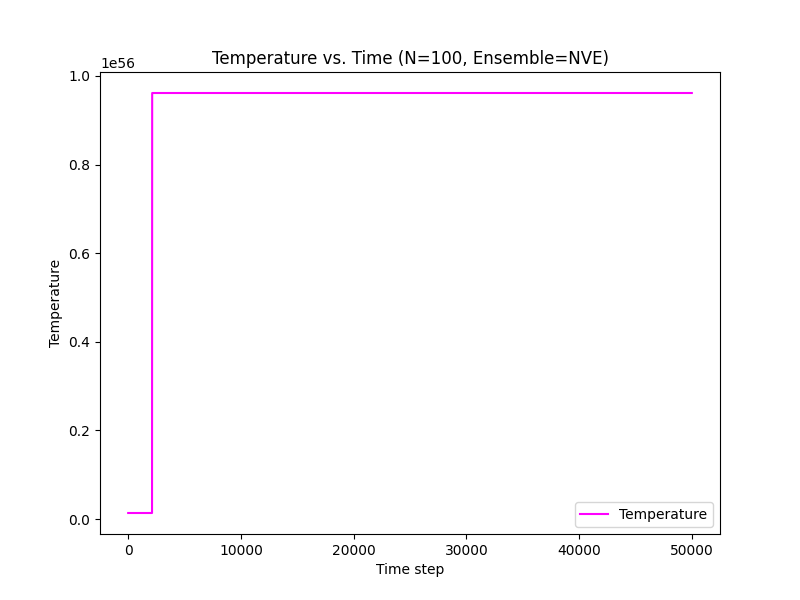 Temperature vs. Time (N=100, Ensemble=NVE)
1e56
1.0
0.8
0.6
0.4
0.2
0.0
Temperature
Temperature
0 10000 20000 30000 40000 50000
Time step